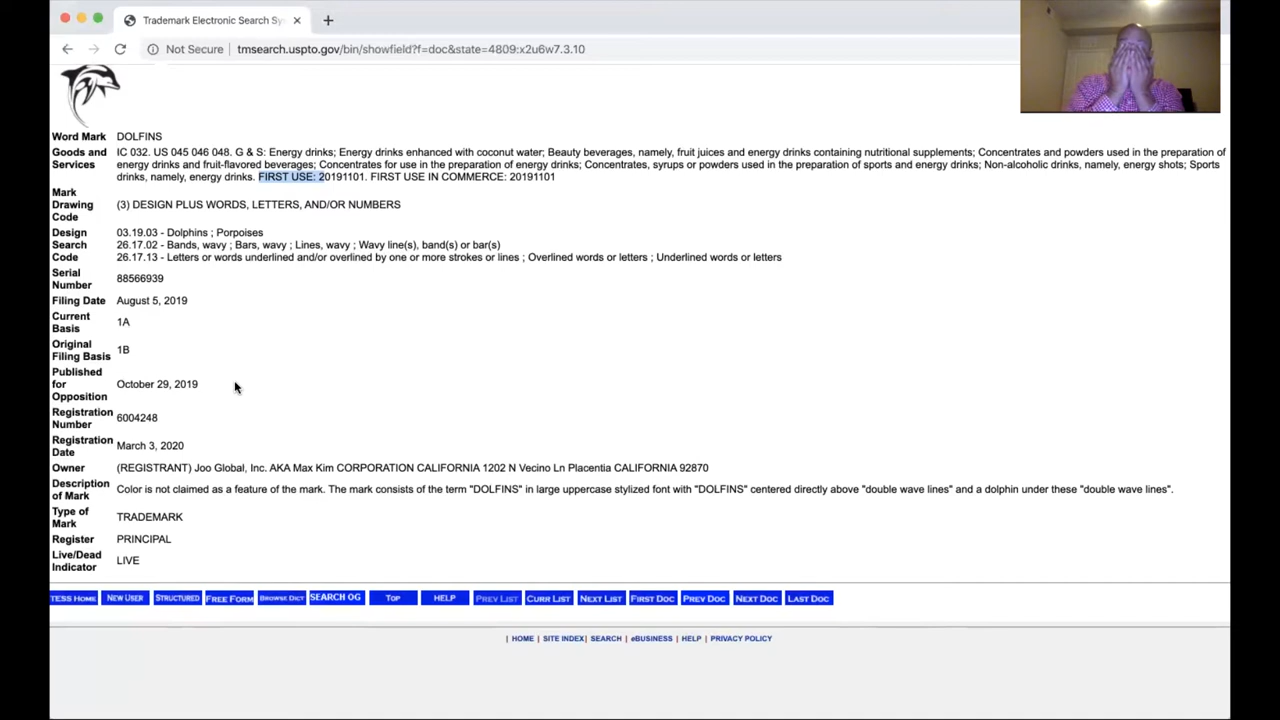 Trademark Electronic Search Sy
Not Secure
tmsearch.uspto.gov/bin/showfield?f=doc&state=4809:x2u6w7.3.10
Word Mark DOLFINS
Goods and Services IC 032. US 045 046 048. G & S: Energy drinks; Energy drinks enhanced with coconut water; Beauty beverages, namely, fruit juices and energy drinks containing nutritional supplements; Concentrates and powders used in the preparation of
energy drinks and fruit-flavored beverages; Concentrates for use in the preparation of energy drinks; Concentrates, syrups or powders used in the preparation of sports and energy drinks; Non-alcoholic drinks, namely, energy shots; Sports
drinks, namely, energy drinks. FIRST USE: 20191101. FIRST USE IN COMMERCE: 20191101
Mark Drawing Code (3) DESIGN PLUS WORDS, LETTERS, AND/OR NUMBERS
Design Search Code 03.19.03 - Dolphins ; Porpoises
26.17.02 - Bands, wavy ; Bars, wavy ; Lines, wavy ; Wavy line(s), band(s) or bar(s)
26.17.13 - Letters or words underlined and/or overlined by one or more strokes or lines ; Overlined words or letters ; Underlined words or letters
Serial Number 88566939
Filing Date August 5, 2019
Current Basis 1A
Original Filing Basis 1B
Published for Opposition October 29, 2019
Registration Number 6004248
Registration Date March 3, 2020
Owner (REGISTRANT) Joo Global, Inc. AKA Max Kim CORPORATION CALIFORNIA 1202 N Vecino Ln Placentia CALIFORNIA 92870
Description of Mark Color is not claimed as a feature of the mark. The mark consists of the term "DOLFINS" in large uppercase stylized font with "DOLFINS" centered directly above "double wave lines" and a dolphin under these "double wave lines".
Type of Mark TRADEMARK
Register PRINCIPAL
Live/Dead Indicator LIVE
TESS HOME NEW USER STRUCTURED FREE FORM BROWSE DICT SEARCH OG TOP HELP PREV LIST CURR LIST NEXT LIST FIRST DOC PREV DOC NEXT DOC LAST DOC
| HOME | SITE INDEX| SEARCH | eBUSINESS | HELP | PRIVACY POLICY